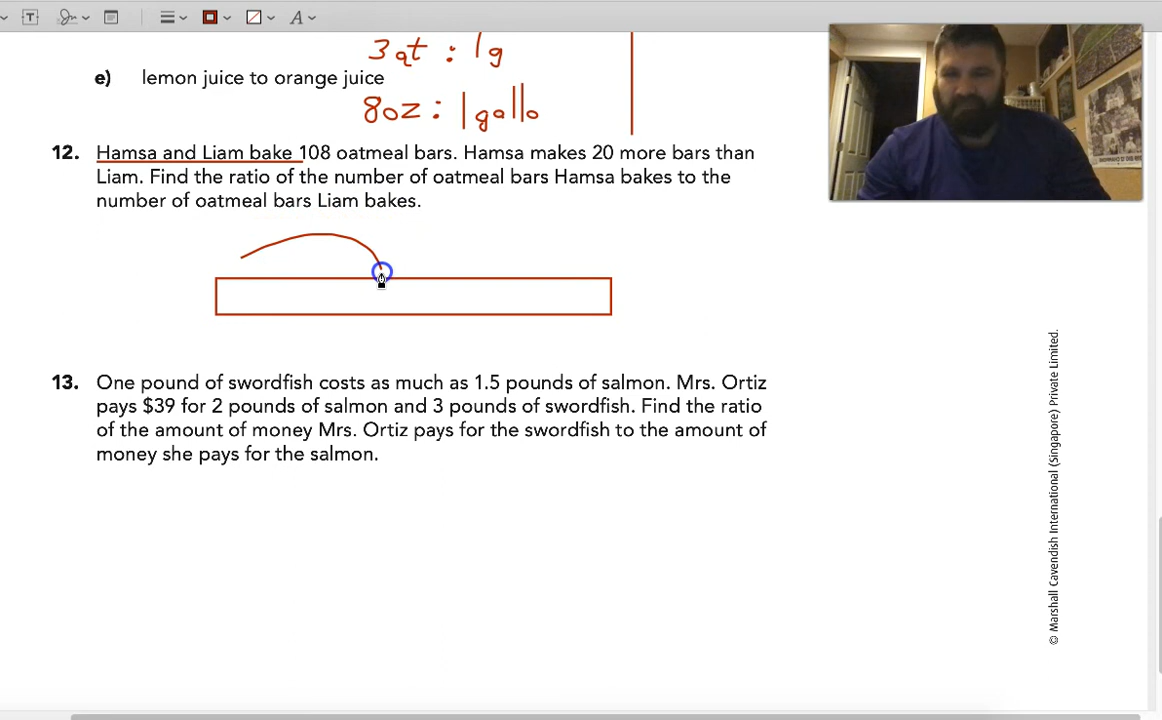 3 qt : 1g
e) lemon juice to orange juice
8oz : 1 gallo
12. Hamsa and Liam bake 108 oatmeal bars. Hamsa makes 20 more bars than
Liam. Find the ratio of the number of oatmeal bars Hamsa bakes to the
number of oatmeal bars Liam bakes.
13. One pound of swordfish costs as much as 1.5 pounds of salmon. Mrs. Ortiz
pays $39 for 2 pounds of salmon and 3 pounds of swordfish. Find the ratio
of the amount of money Mrs. Ortiz pays for the swordfish to the amount of
money she pays for the salmon.
© Marshall Cavendish International (Singapore) Private Limited.